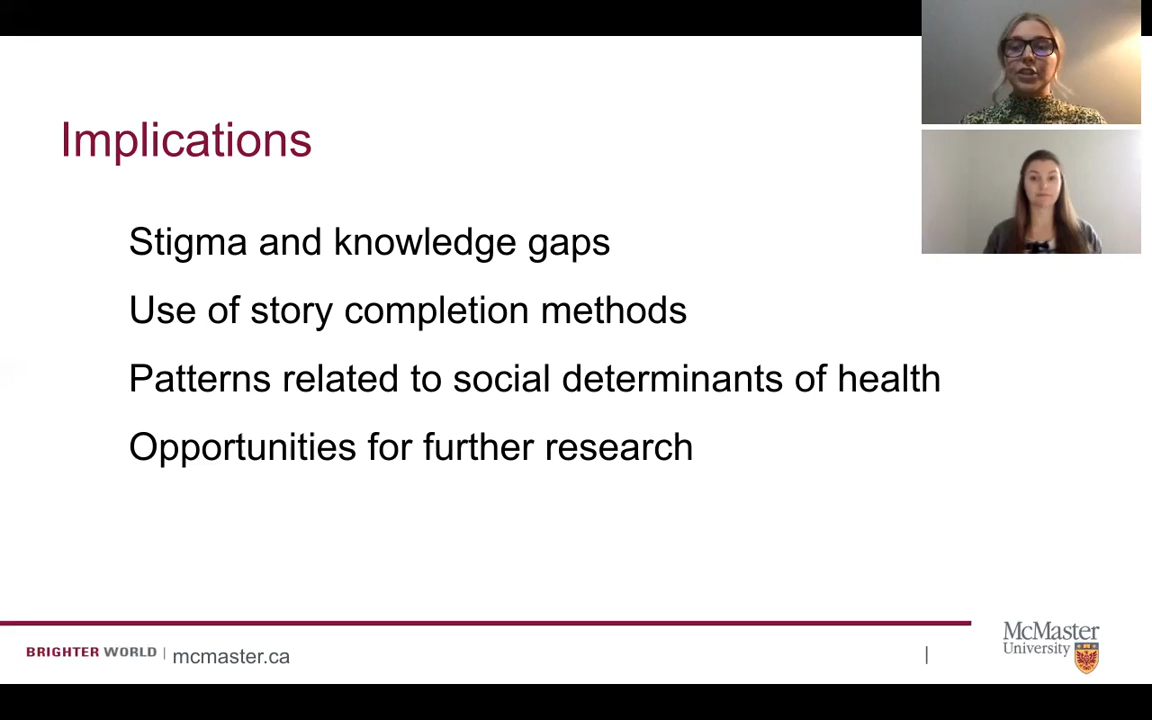 Implications
Stigma and knowledge gaps
Use of story completion methods
Patterns related to social determinants of health
Opportunities for further research
BRIGHTER WORLD | mcmaster.ca
|
McMaster
University